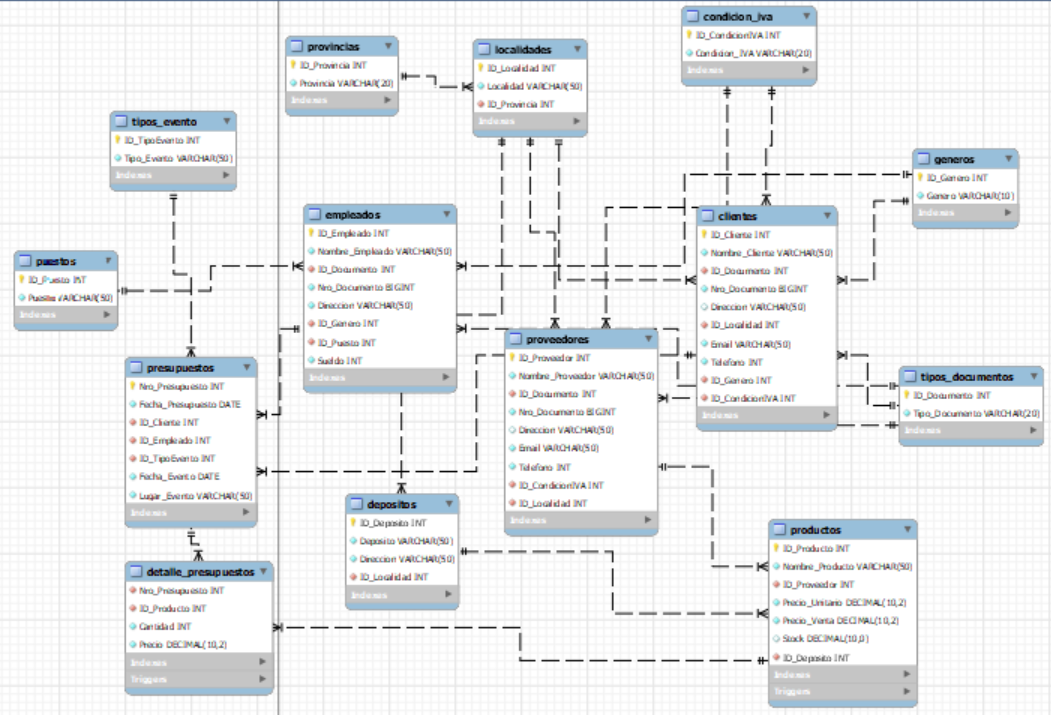 condicion_iva
ID_CondicionIVA INT
Condicion_IVA VARCHAR(20)
Indexes
provincias
ID_Provincia INT
Provincia VARCHAR(20)
Indexes
localidades
ID_Localidad INT
Localidad VARCHAR(50)
ID_Provincia INT
Indexes
tipos_evento
ID_TipoEvento INT
Tipo_Evento VARCHAR(50)
Indexes
generos
ID_Genero INT
Genero VARCHAR(10)
Indexes
empleados
ID_Empleado INT
Nombre_Empleado VARCHAR(50)
ID_Documento INT
Nro_Documento BIGINT
Direccion VARCHAR(50)
ID_Genero INT
ID_Puesto INT
Sueldo INT
Indexes
clientes
ID_Cliente INT
Nombre_Cliente VARCHAR(50)
ID_Documento INT
Nro_Documento BIGINT
Direccion VARCHAR(50)
ID_Localidad INT
Email VARCHAR(50)
Telefono INT
ID_Genero INT
ID_CondicionIVA INT
Indexes
puestos
ID_Puesto INT
Puestos VARCHAR(50)
Indexes
proveedores
ID_Proveedor INT
Nombre_Proveedor VARCHAR(50)
ID_Documento INT
Nro_Documento BIGINT
Direccion VARCHAR(50)
Email VARCHAR(50)
Telefono INT
ID_CondicionIVA INT
ID_Localidad INT
Indexes
presupuestos
Nro_Presupuesto INT
Fecha_Presupuesto DATE
ID_Cliente INT
ID_Empleado INT
ID_TipoEvento INT
Fecha_Evento DATE
Lugar_Evento VARCHAR(50)
Indexes
tipos_documentos
ID_Documento INT
Tipo_Documento VARCHAR(20)
Indexes
depositos
ID_Deposito INT
Deposito VARCHAR(50)
Direccion VARCHAR(50)
ID_Localidad INT
Indexes
productos
ID_Producto INT
Nombre_Producto VARCHAR(50)
ID_Proveedor INT
Precio_Unitario DECIMAL(10,2)
Precio_Venta DECIMAL(10,2)
Stock DECIMAL(10,0)
ID_Deposito INT
Indexes
Triggers
detalle_presupuestos
Nro_Presupuesto INT
ID_Producto INT
Cantidad INT
Precio DECIMAL(10,2)
Indexes
Triggers